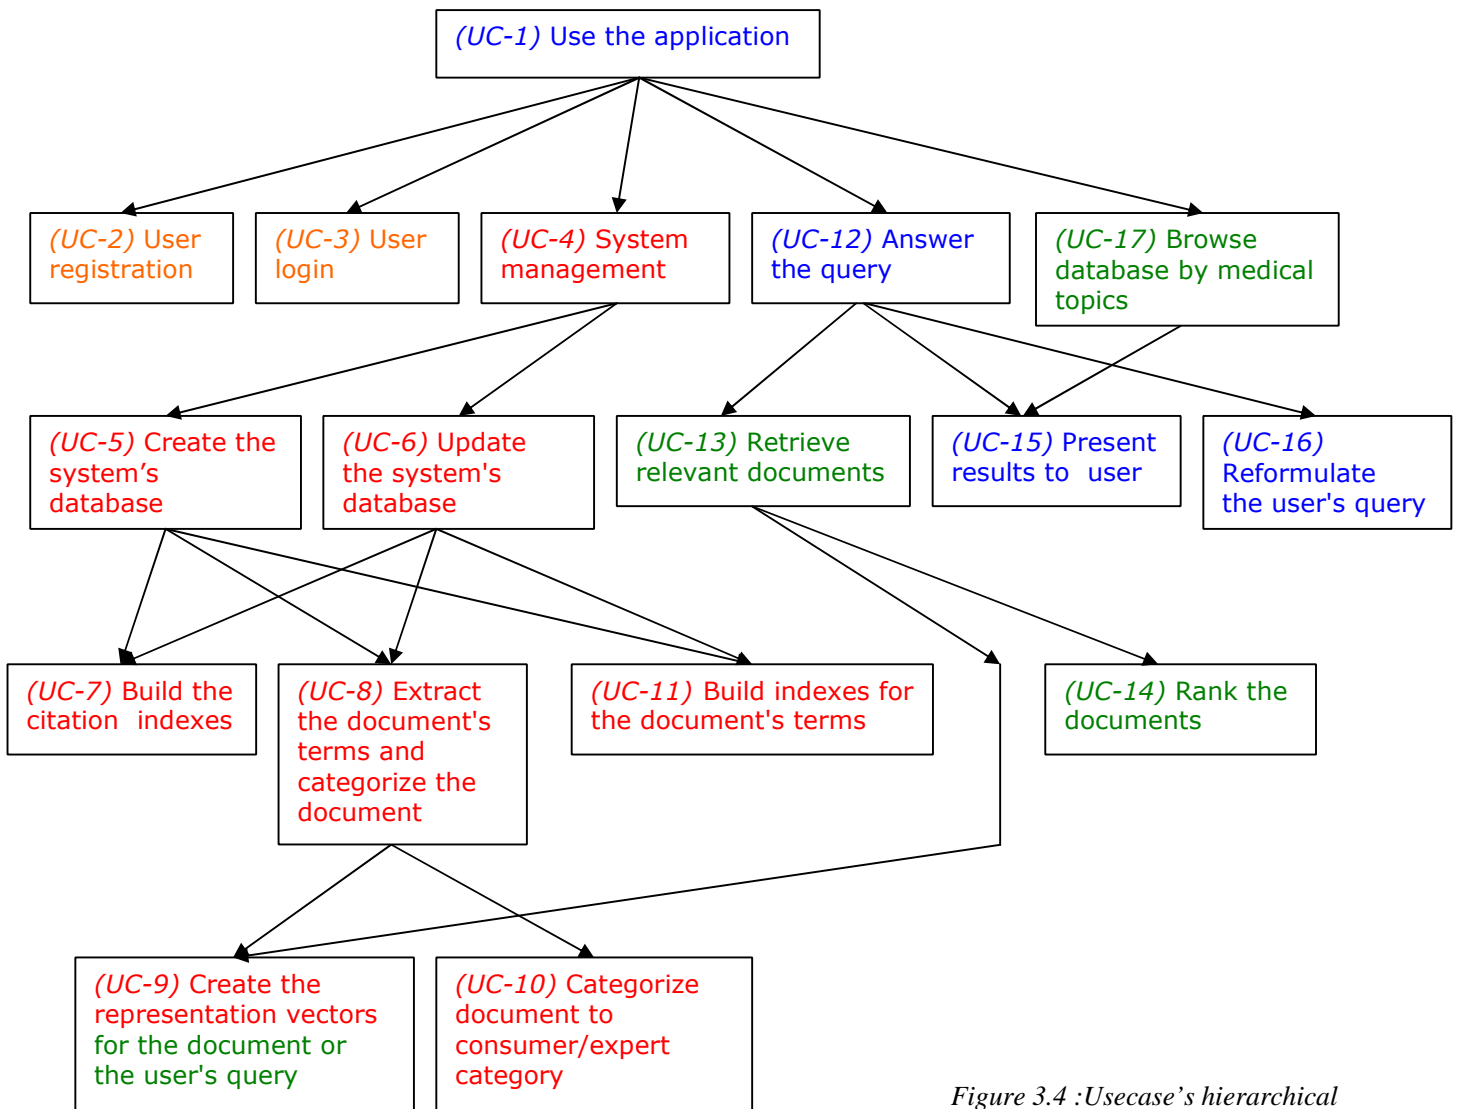 (UC-1) Use the application
(UC-2) User
registration
(UC-3) User
login
(UC-4) System
management
(UC-12) Answer
the query
(UC-17) Browse
database by medical
topics
(UC-5) Create the
system’s
database
(UC-6) Update
the system's
database
(UC-13) Retrieve
relevant documents
(UC-15) Present
results to  user
(UC-16)
Reformulate
the user's query
(UC-7) Build the
citation  indexes
(UC-8) Extract
the document's
terms and
categorize the
document
(UC-11) Build indexes for
the document's terms
(UC-14) Rank the
documents
(UC-9) Create the
representation vectors
for the document or
the user's query
(UC-10) Categorize
document to
consumer/expert
category
Figure 3.4 :Usecase’s hierarchical